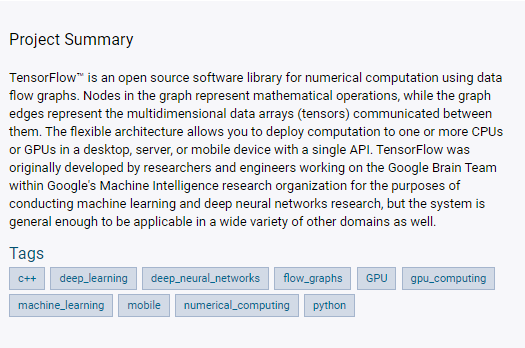 Project Summary
TensorFlow™ is an open source software library for numerical computation using data
flow graphs. Nodes in the graph represent mathematical operations, while the graph
edges represent the multidimensional data arrays (tensors) communicated between
them. The flexible architecture allows you to deploy computation to one or more CPUs
or GPUs in a desktop, server, or mobile device with a single API. TensorFlow was
originally developed by researchers and engineers working on the Google Brain Team
within Google's Machine Intelligence research organization for the purposes of
conducting machine learning and deep neural networks research, but the system is
general enough to be applicable in a wide variety of other domains as well.
Tags
c++ deep_learning deep_neural_networks flow_graphs GPU gpu_computing
machine_learning mobile numerical_computing python